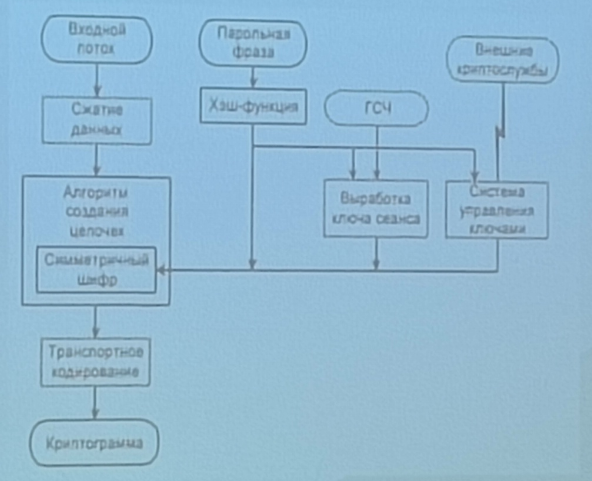 Входной
поток
Парольная
фраза
Внешние
криптослужбы
Сжатие
данных
Хэш-функция
ГСЧ
Алгоритм
создания
цепочек
Симметричный
шифр
Выработка
ключа сеанса
Система
управления
ключами
Транспортное
кодирование
Криптограмма